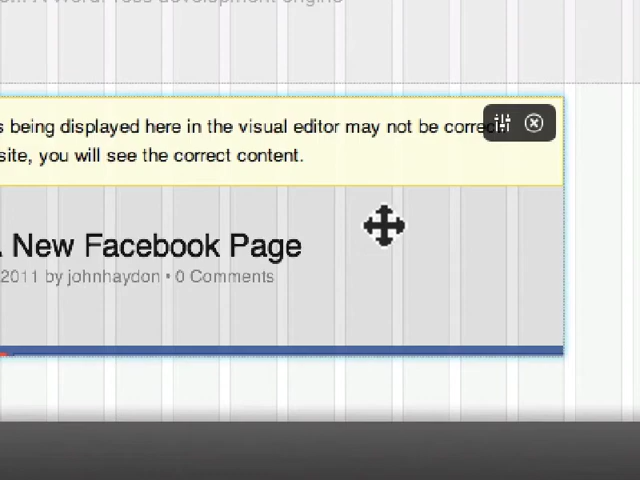 s being displayed here in the visual editor may not be correc
site, you will see the correct content.
New Facebook Page
2011 by johnhaydon • 0 Comments